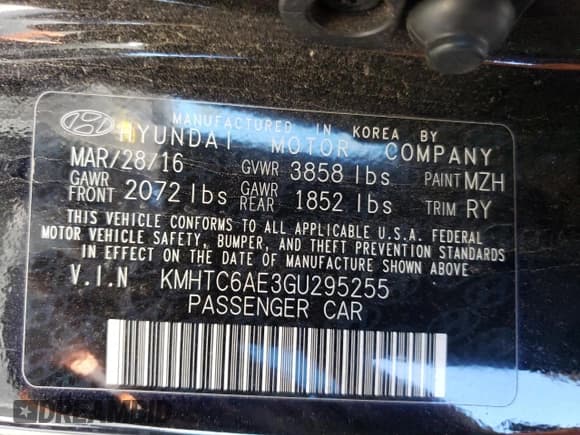 MANUFACTURED IN KOREA BY
HYUNDAI MOTOR COMPANY
MAR/28/16 GVWR 3858 lbs PAINT MZH
GAWR FRONT 2072 lbs GAWR REAR 1852 lbs TRIM RY
THIS VEHICLE CONFORMS TO ALL APPLICABLE U.S.A. FEDERAL
MOTOR VEHICLE SAFETY, BUMPER, AND THEFT PREVENTION STANDARDS
IN EFFECT ON THE DATE OF MANUFACTURE SHOWN ABOVE.
V.I.N KMHTC6AE3GU295255
PASSENGER CAR
DREAMBID